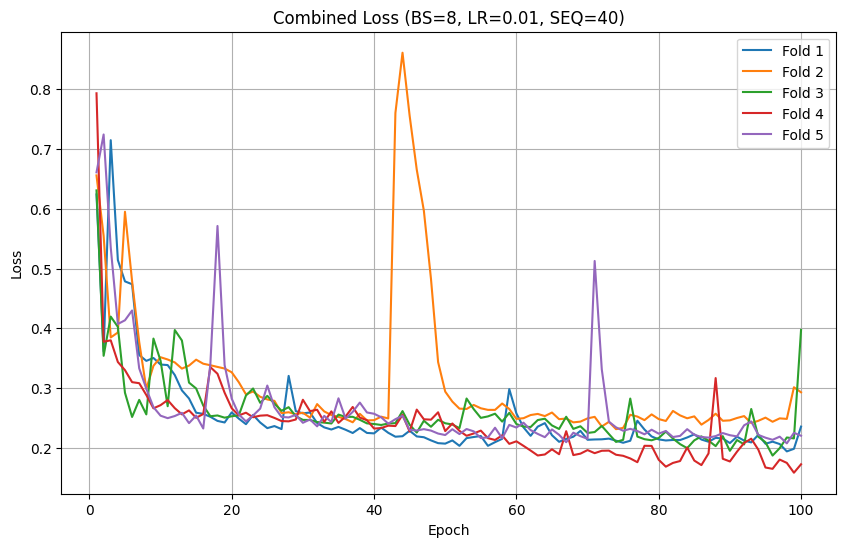 Combined Loss (BS=8, LR=0.01, SEQ=40)
Fold 1
Fold 2
Fold 3
Fold 4
Fold 5
Loss
0.8
0.7
0.6
0.5
0.4
0.3
0.2
0 20 40 60 80 100
Epoch